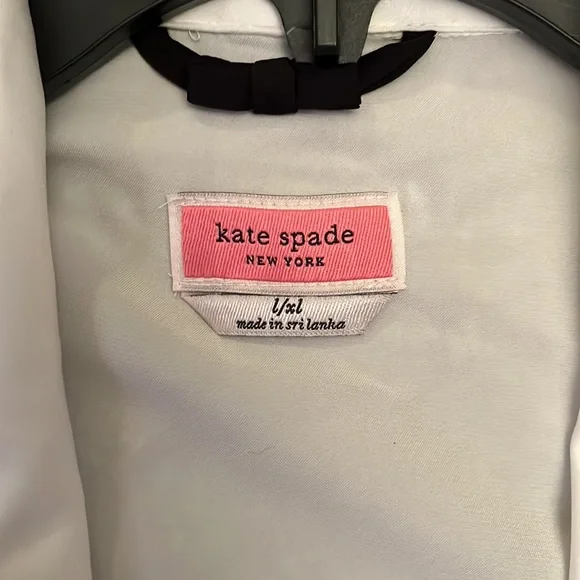 kate spade
NEW YORK
l/xl
made in sri lanka